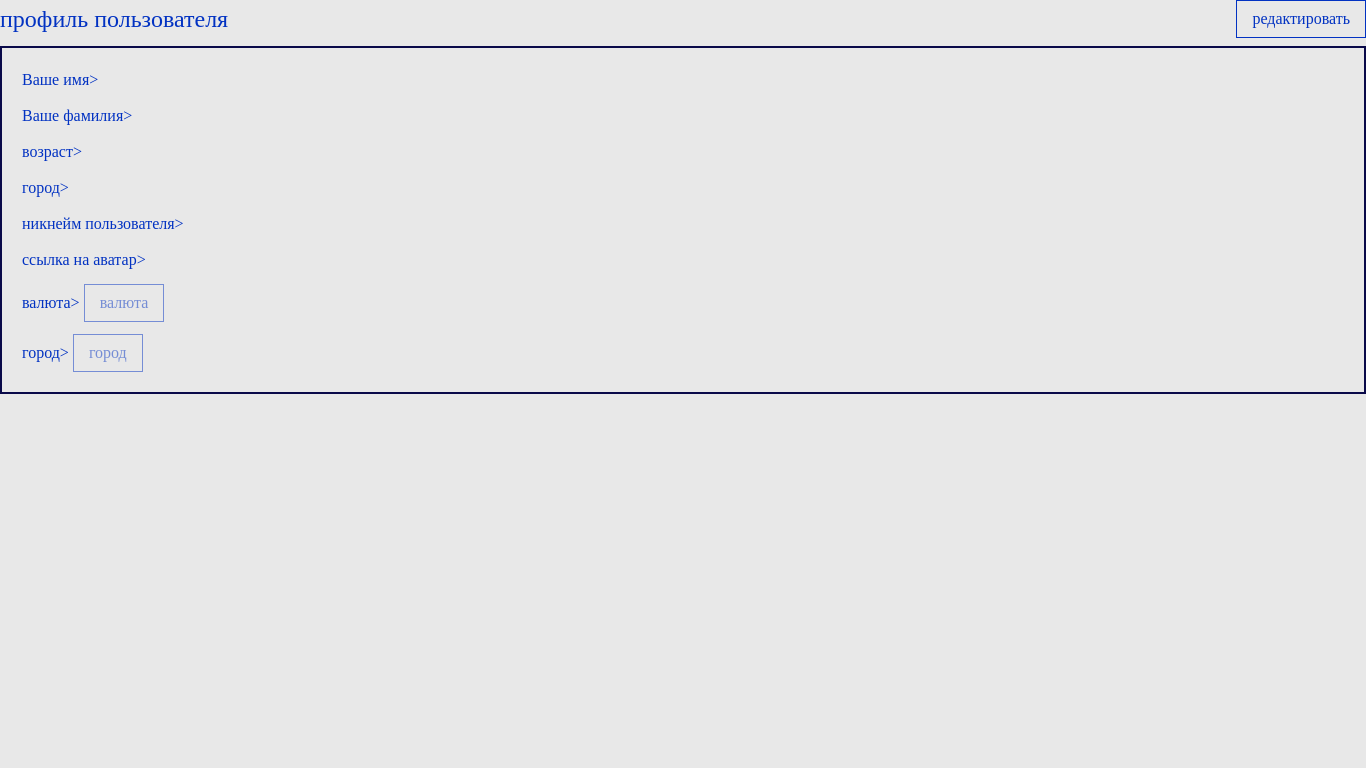 профиль пользователя
редактировать
Ваше имя>
Ваше фамилия>
возраст>
город>
никнейм пользователя>
ссылка на аватар>
валюта> валюта
город> город